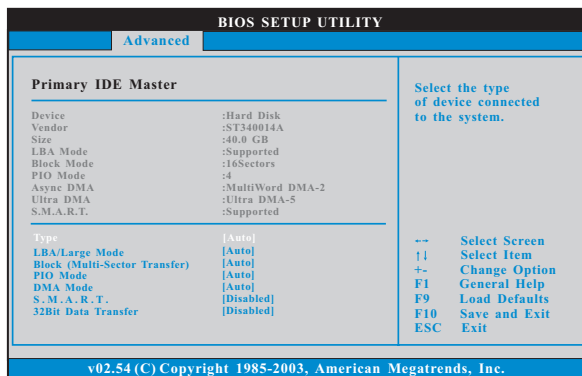 BIOS SETUP UTILITY
Advanced
Primary IDE Master
Device :Hard Disk
Vendor :ST340014A
Size :40.0 GB
LBA Mode :Supported
Block Mode :16Sectors
PIO Mode :4
Async DMA :MultiWord DMA-2
Ultra DMA :Ultra DMA-5
S.M.A.R.T. :Supported
Type [Auto]
LBA/Large Mode [Auto]
Block (Multi-Sector Transfer) [Auto]
PIO Mode [Auto]
DMA Mode [Auto]
S.M.A.R.T. [Disabled]
32Bit Data Transfer [Disabled]
Select the type
of device connected
to the system.
←→ Select Screen
↑↓ Select Item
+- Change Option
F1 General Help
F9 Load Defaults
F10 Save and Exit
ESC Exit
v02.54 (C) Copyright 1985-2003, American Megatrends, Inc.